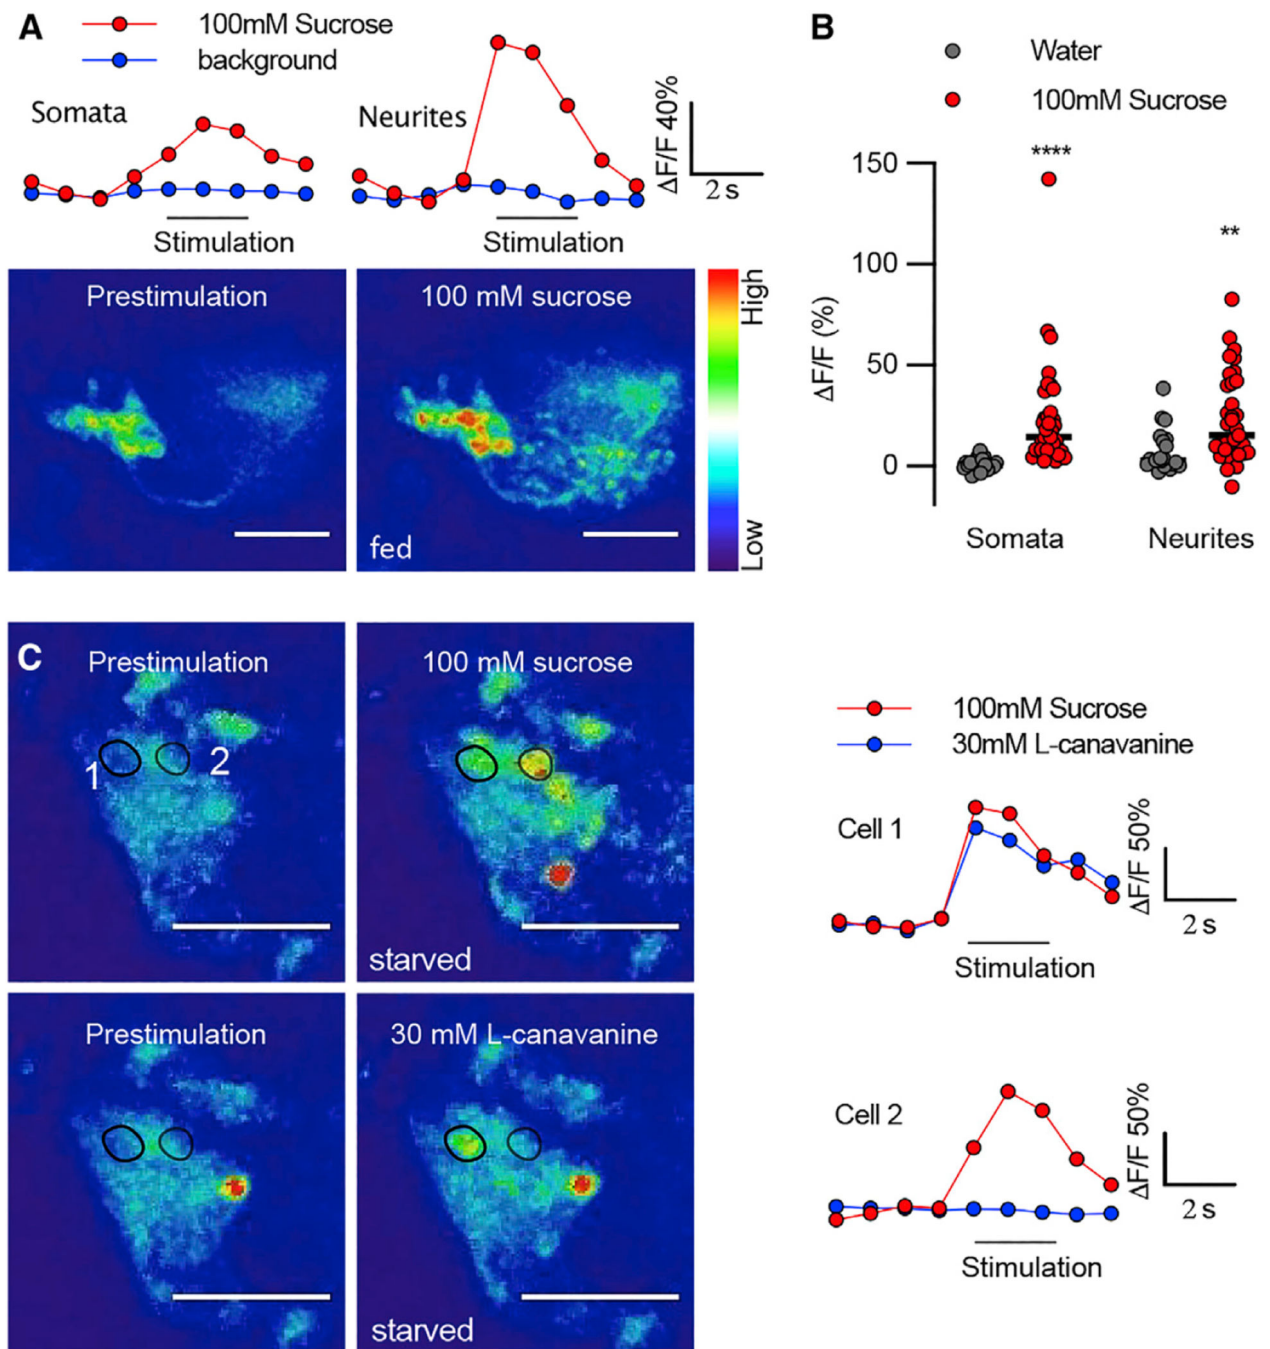 A
100mM Sucrose
background
Somata
Neurites
ΔF/F 40%
2 s
Stimulation
Stimulation
Prestimulation
100 mM sucrose
fed
High
Low
B
Water
100mM Sucrose
ΔF/F (%)
150
100
50
0
****
**
Somata
Neurites
C
Prestimulation
1
2
100 mM sucrose
starved
Prestimulation
30 mM L-canavanine
starved
100mM Sucrose
30mM L-canavanine
Cell 1
ΔF/F 50%
2 s
Stimulation
Cell 2
ΔF/F 50%
2 s
Stimulation